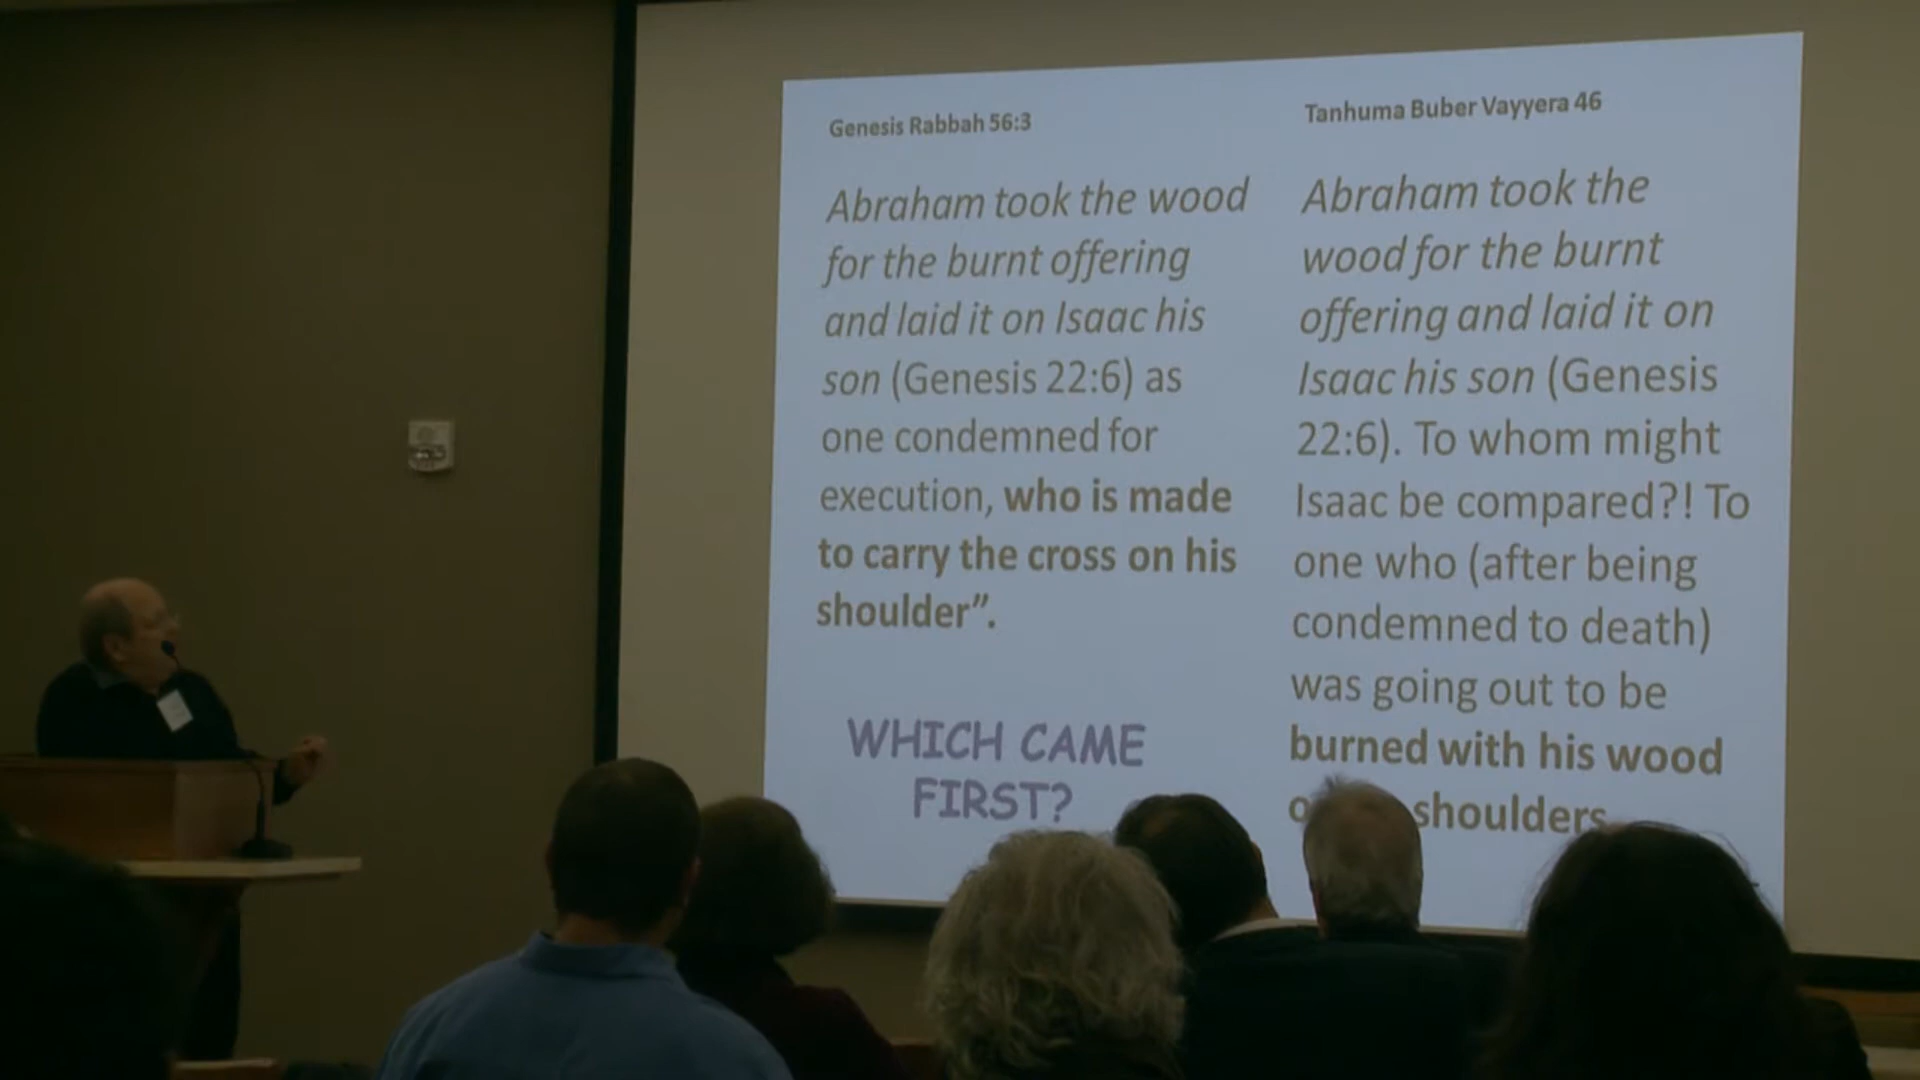 Genesis Rabbah 56:3
Abraham took the wood
for the burnt offering
and laid it on Isaac his
son (Genesis 22:6) as
one condemned for
execution, who is made
to carry the cross on his
shoulder”.
WHICH CAME
FIRST?
Tanhuma Buber Vayyera 46
Abraham took the
wood for the burnt
offering and laid it on
Isaac his son (Genesis
22:6). To whom might
Isaac be compared?! To
one who (after being
condemned to death)
was going out to be
burned with his wood
shoulders